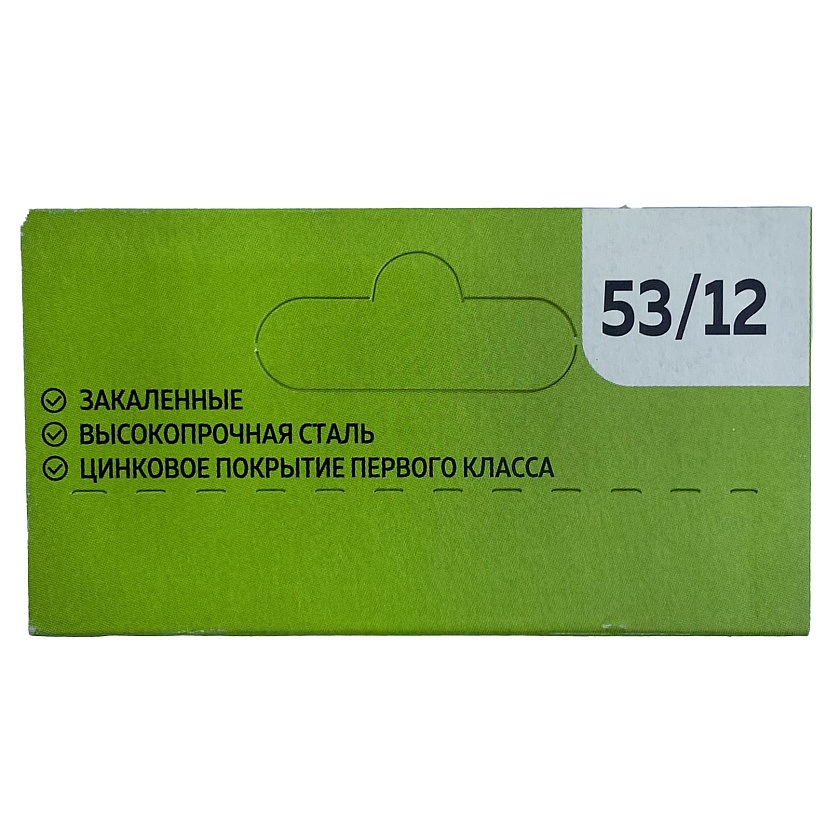 53/12
ЗАКАЛЕННЫЕ
ВЫСОКОПРОЧНАЯ СТАЛЬ
ЦИНКОВОЕ ПОКРЫТИЕ ПЕРВОГО КЛАССА